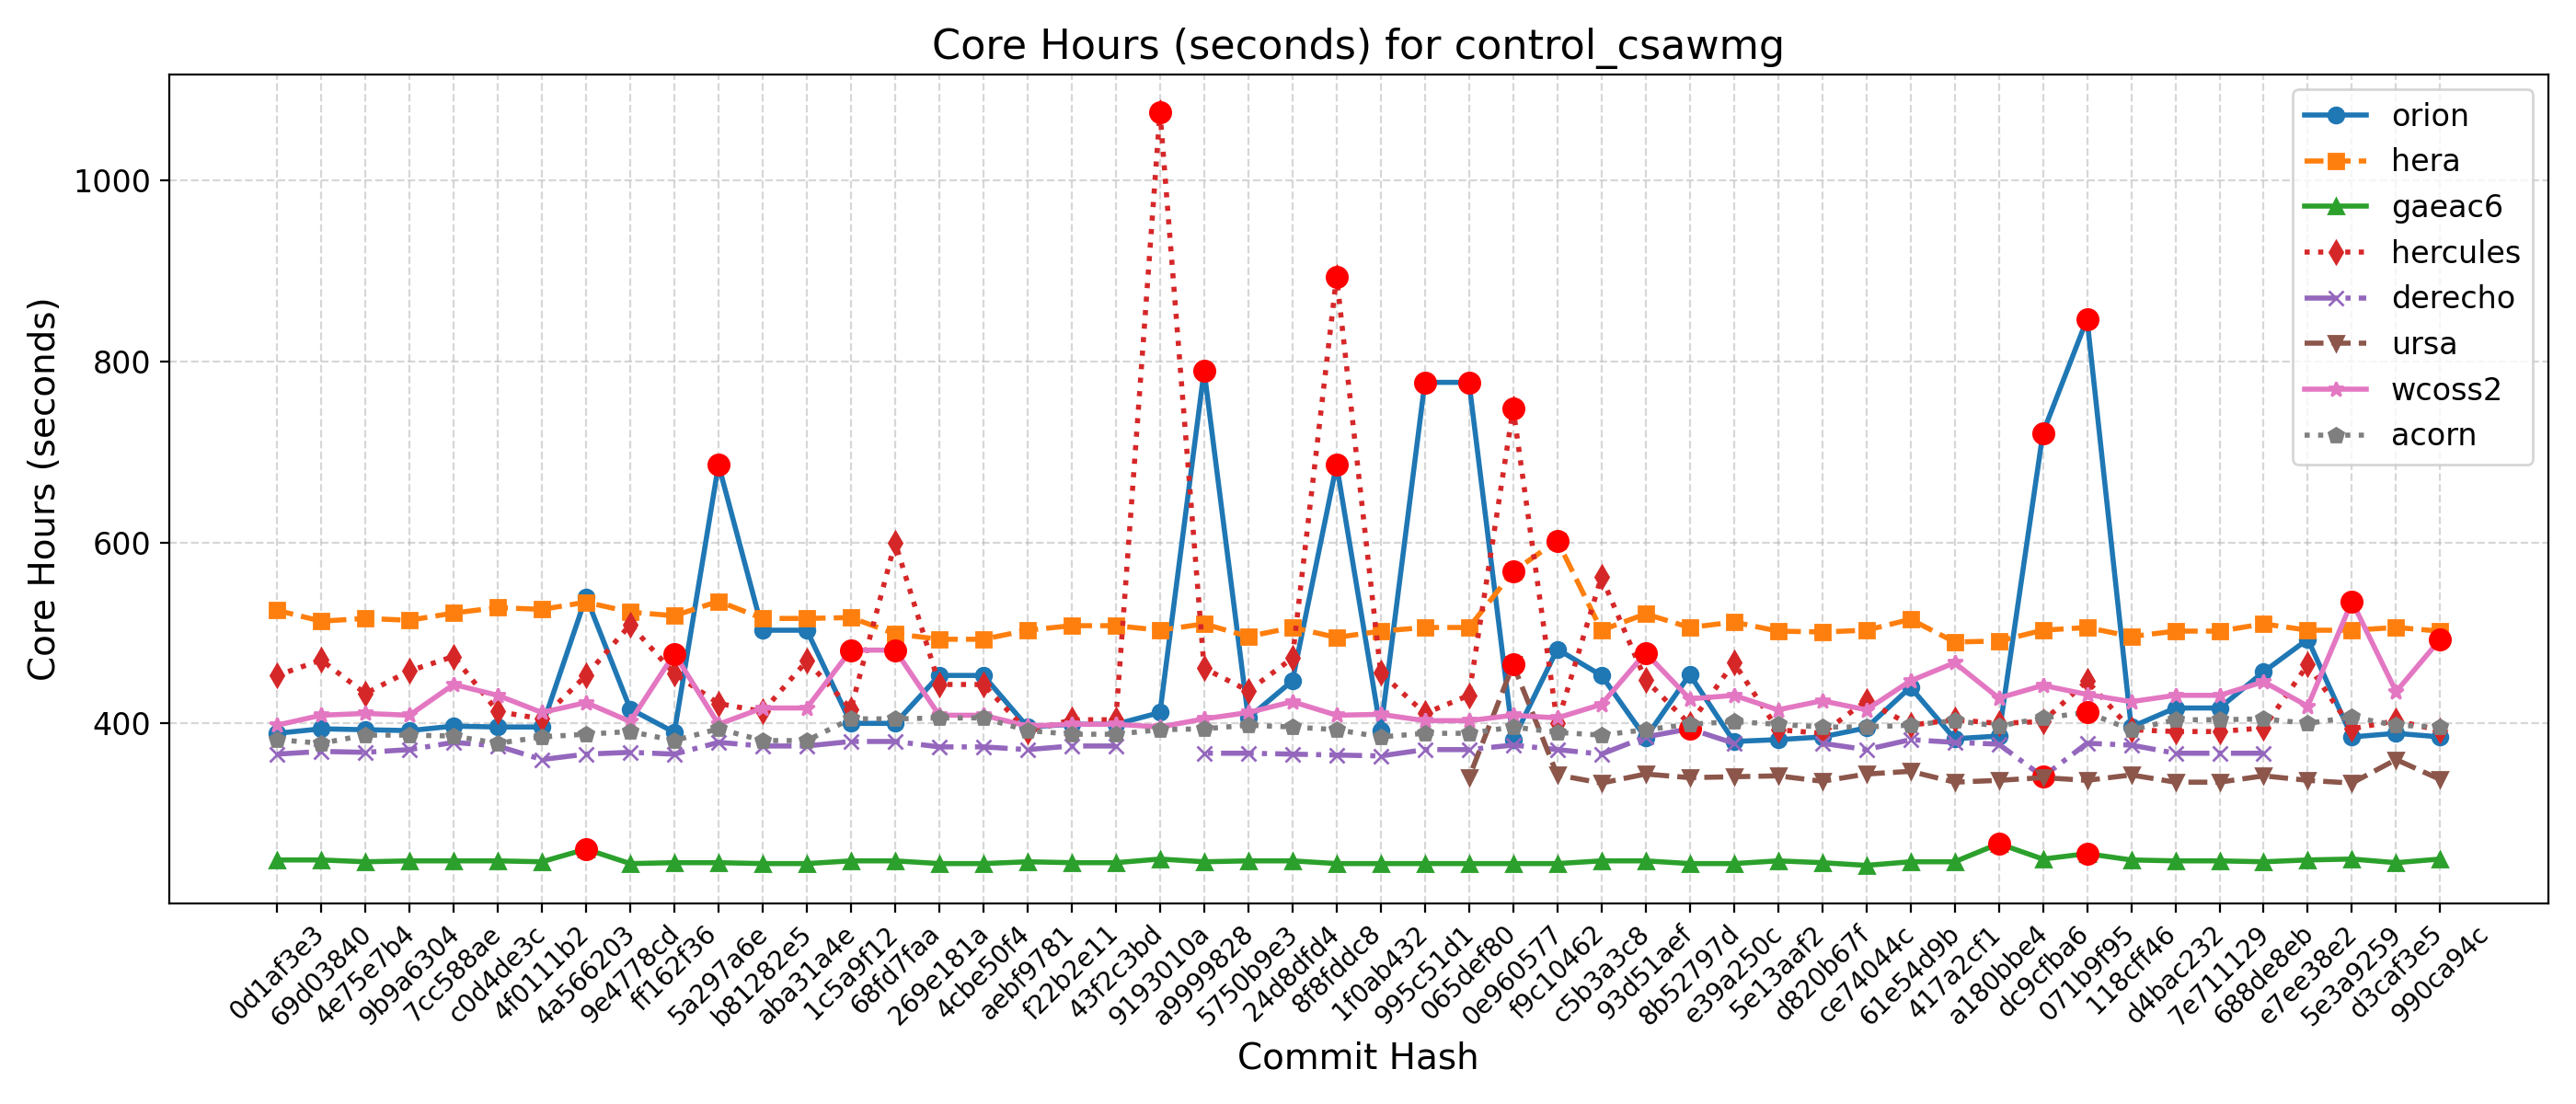 Core Hours (seconds) for control_csawmg
Core Hours (seconds)
1000
800
600
400
orion
hera
gaeac6
hercules
derecho
ursa
wcoss2
acorn
0d1af3e3
69d03840
4e75e7b4
9b9a6304
7cc588ae
c0d4de3c
4f0111b2
4a566203
9e4778cd
ff162f36
5a297a6e
b81282e5
aba31a4e
1c5a9f12
68fd7faa
269e181a
4cbe50f4
aebf9781
f22b2e11
43f2c3bd
9193010a
a9999828
5750b9e3
24d8dfd4
8f8fddc8
1f0ab432
995c51d1
065def80
0e960577
f9c10462
c5b3a3c8
93d51aef
8b52797d
e39a250c
5e13aaf2
d820b67f
ce74044c
61e54d9b
417a2cf1
a180bbe4
dc9cfba6
071b9f95
118cff46
d4bac232
7e711129
688de8eb
e7ee38e2
5e3a9259
d3caf3e5
990ca94c
Commit Hash